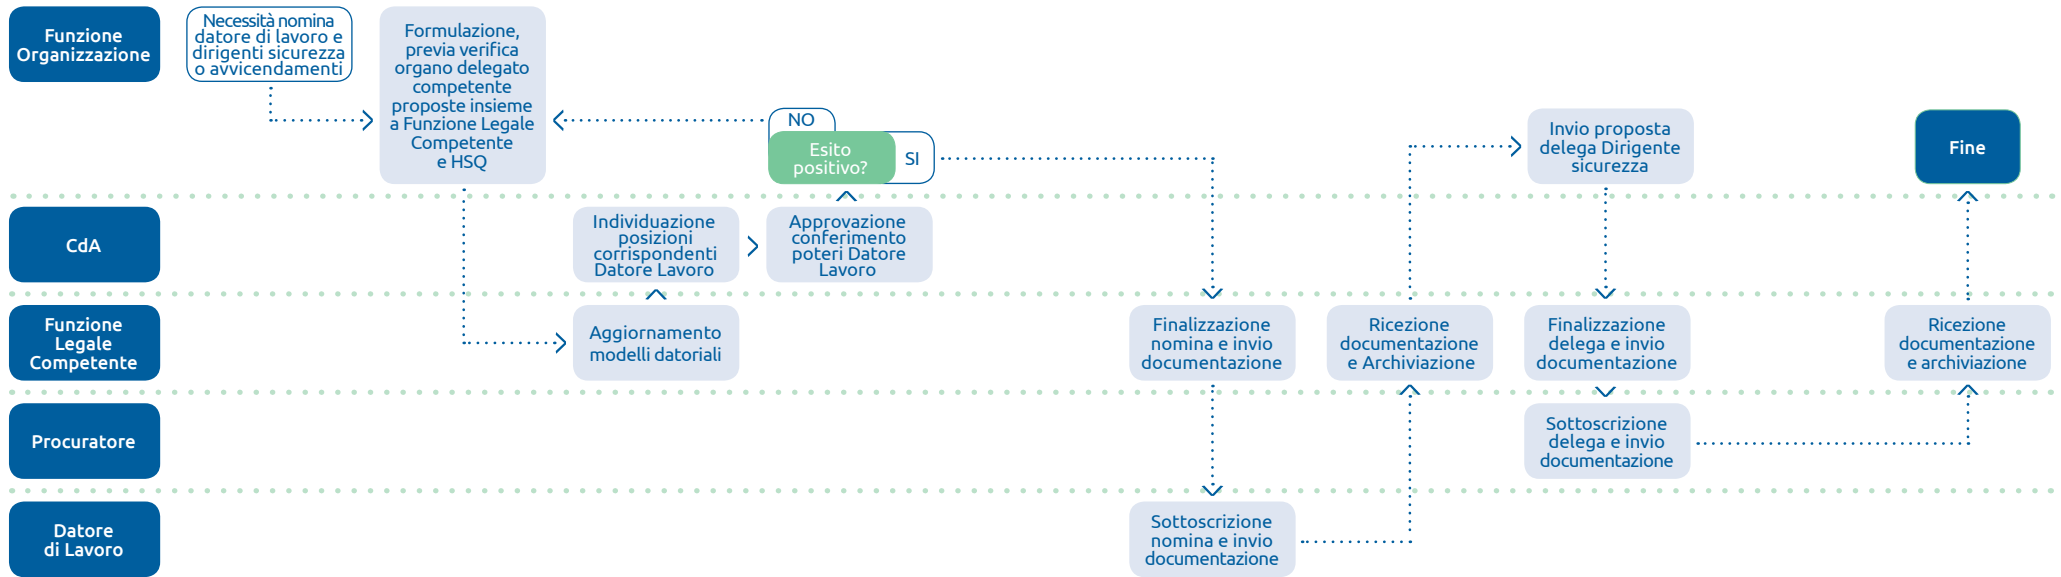 Funzione
Organizzazione
Necessità nomina
datore di lavoro e
dirigenti sicurezza
o avvicendamenti
Formulazione,
previa verifica
organo delegato
competente
proposte insieme
a Funzione Legale
Competente
e HSQ
NO
Esito
positivo?
SI
Invio proposta
delega Dirigente
sicurezza
Fine
CdA
Individuazione
posizioni
corrispondenti
Datore Lavoro
Approvazione
conferimento
poteri Datore
Lavoro
Funzione
Legale
Competente
Aggiornamento
modelli datoriali
Finalizzazione
nomina e invio
documentazione
Ricezione
documentazione
e Archiviazione
Finalizzazione
delega e invio
documentazione
Ricezione
documentazione
e archiviazione
Procuratore
Sottoscrizione
delega e invio
documentazione
Datore
di Lavoro
Sottoscrizione
nomina e invio
documentazione